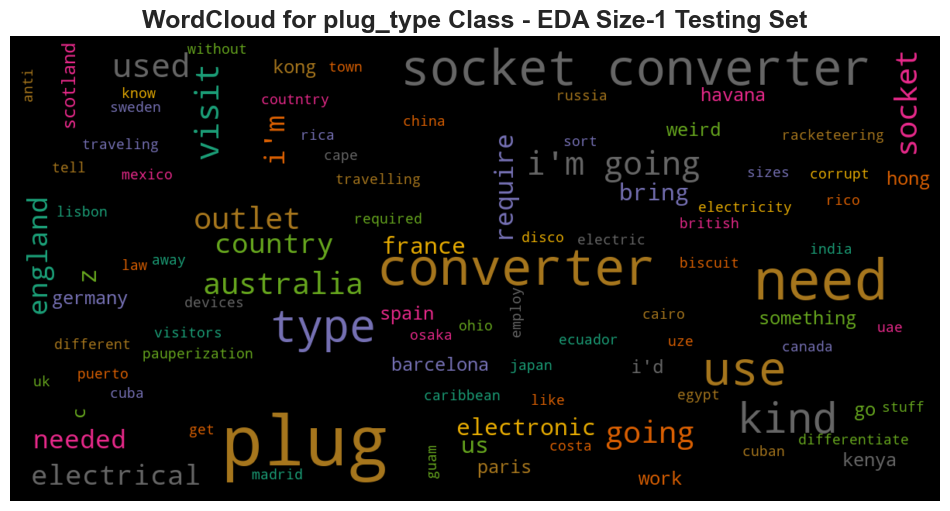 WordCloud for plug_type Class - EDA Size-1 Testing Set
without
scotland
used
kong
town
socket converter
socket
anti
know
sweden
visit
countntry
russia
havana
i'm
rica
china
weird
racketeering
traveling
cape
require
sort
i'm going
tell
mexico
travelling
bring
sizes
corrupt
hong
england
lisbon
outlet
required
electricity
rico
british
z
law
away
country
france
disco
electric
india
germany
australia
converter
biscuit
need
devices
type
spain
employ
cairo
something
uae
visitors
osaka
ohio
different
pauperization
ecuador
uze
canada
uk
puerto
barcelona
japan
i'd
use
cuba
caribbean
like
egypt
c
get
plug
electronic
going
kind
go
stuff
needed
us
costa
differentiate
electrical
madrid
guam
paris
work
cuban
kenya